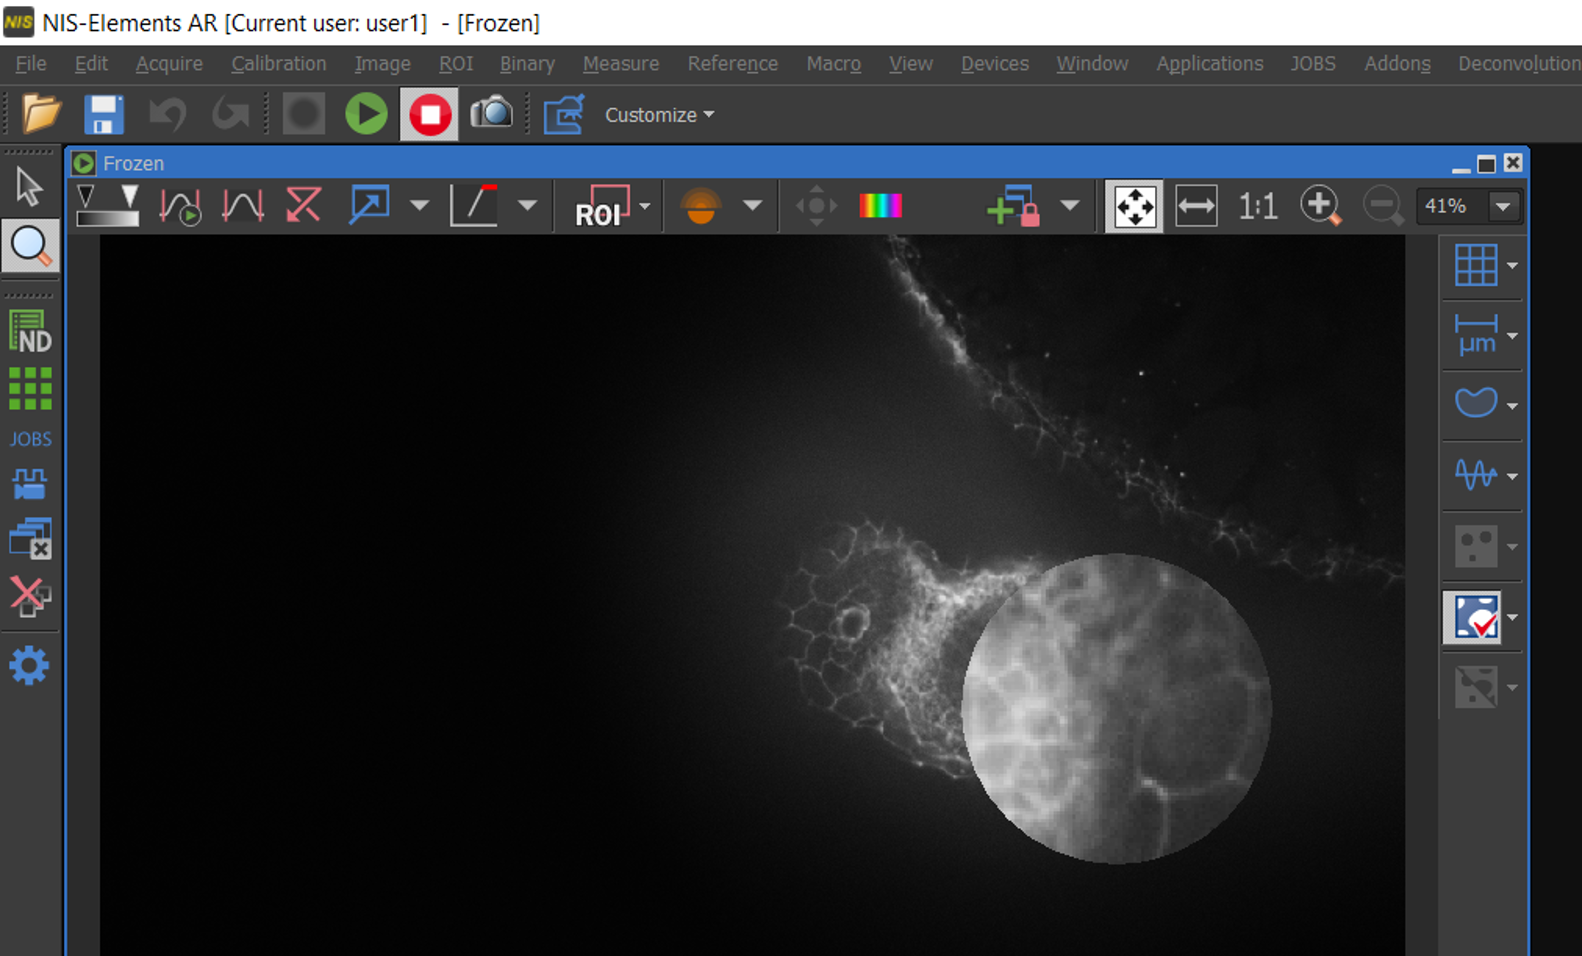 NIS NIS-Elements AR [Current user: user1] - [Frozen]
File Edit Acquire Calibration Image ROI Binary Measure Reference Macro View Devices Window Applications JOBS Addons Deconvolution
Customize
Frozen
ROI 1:1 41%
ND
µm
JOBS